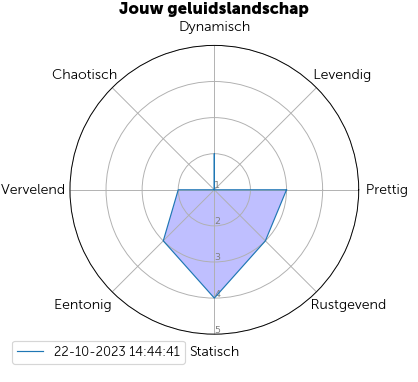 Jouw geluidslandschap
Dynamisch
Chaotisch
Levendig
Vervelend
Prettig
1
2
3
4
5
Eentonig
Rustgevend
22-10-2023 14:44:41
Statisch